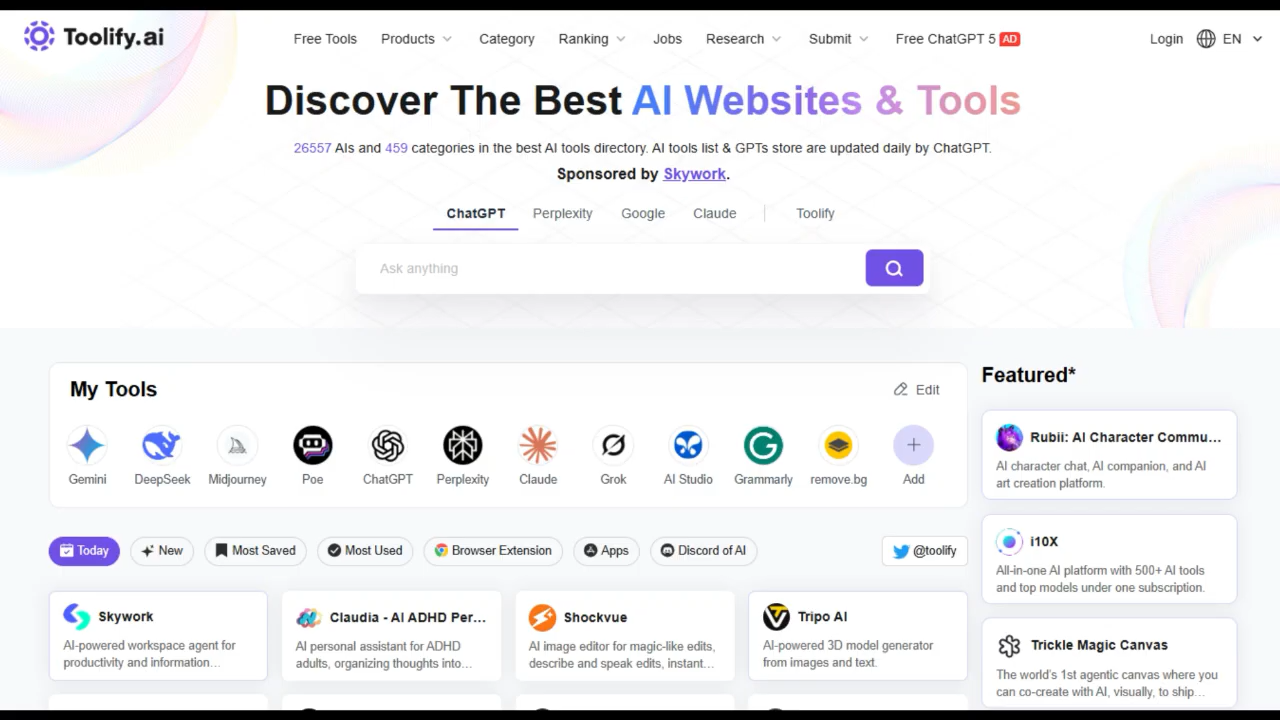 Toolify.ai
Free Tools Products Category Ranking Jobs Research Submit Free ChatGPT 5 AD Login EN
Discover The Best AI Websites & Tools
26557 AIs and 459 categories in the best AI tools directory. AI tools list & GPTs store are updated daily by ChatGPT.
Sponsored by Skywork.
ChatGPT Perplexity Google Claude Toolify
Ask anything
My Tools
Edit
Gemini DeepSeek Midjourney Poe ChatGPT Perplexity Claude Grok AI Studio Grammarly remove.bg Add
Today New Most Saved Most Used Browser Extension Apps Discord of AI @toolify
Skywork
AI-powered workspace agent for
productivity and information...
Claudia - AI ADHD Per...
AI personal assistant for ADHD
adults, organizing thoughts into...
Shockvue
AI image editor for magic-like edits,
describe and speak edits, instant...
Tripo AI
AI-powered 3D model generator
from images and text.
Featured*
Rubii: AI Character Commu...
AI character chat, AI companion, and AI
art creation platform.
i10X
All-in-one AI platform with 500+ AI tools
and top models under one subscription.
Trickle Magic Canvas
The world's 1st agentic canvas where you
can co-create with AI, visually, to ship...